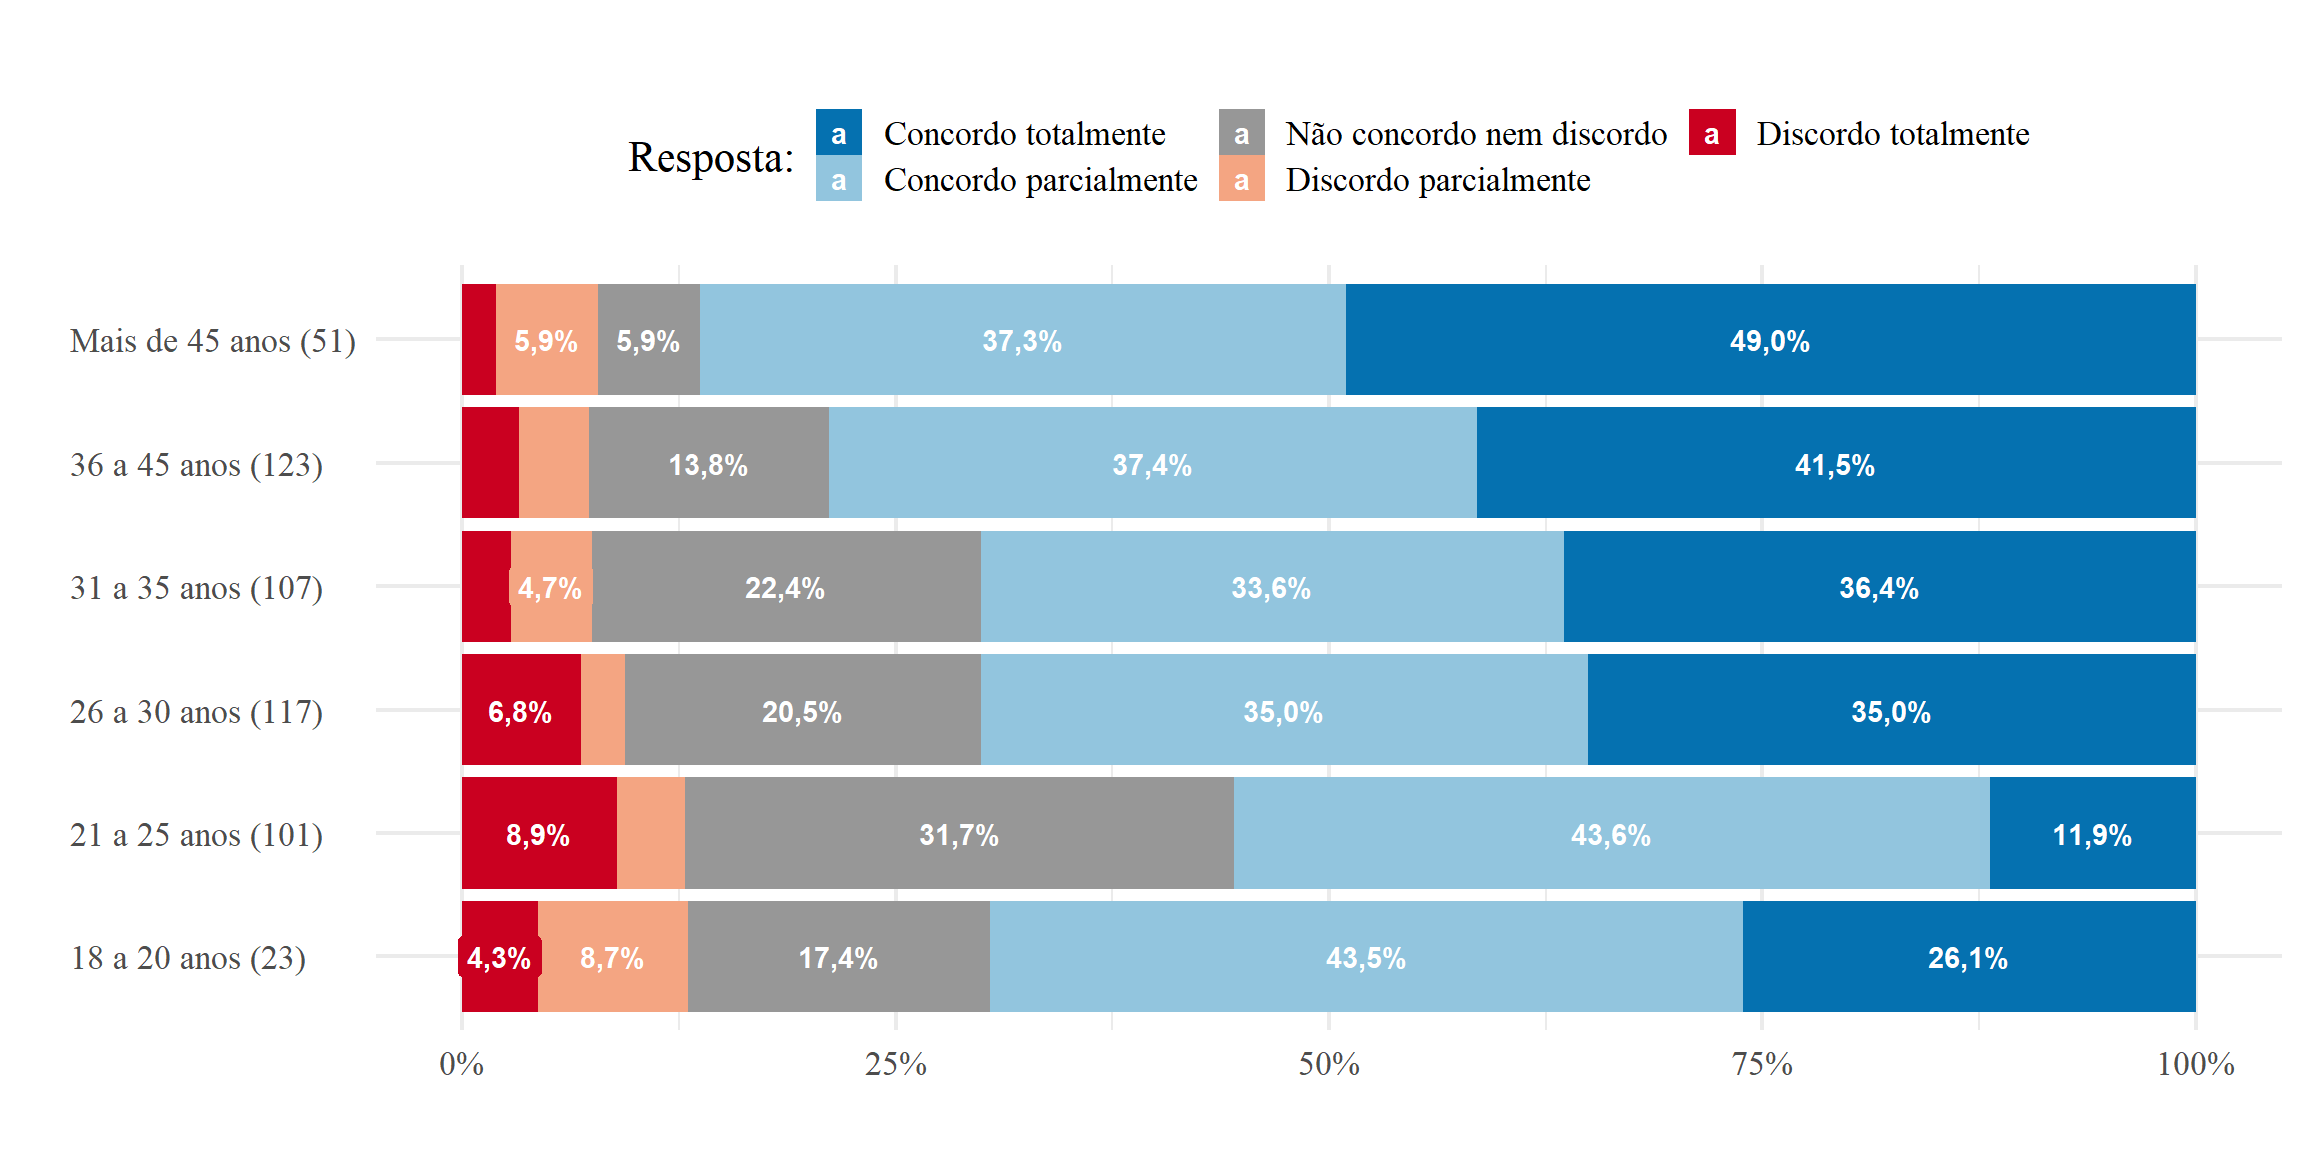 Resposta:
a Concordo totalmente a Não concordo nem discordo a Discordo totalmente
a Concordo parcialmente a Discordo parcialmente
Mais de 45 anos (51) 5,9% 5,9% 37,3% 49,0%
36 a 45 anos (123) 13,8% 37,4% 41,5%
31 a 35 anos (107) 4,7% 22,4% 33,6% 36,4%
26 a 30 anos (117) 6,8% 20,5% 35,0% 35,0%
21 a 25 anos (101) 8,9% 31,7% 43,6% 11,9%
18 a 20 anos (23) 4,3% 8,7% 17,4% 43,5% 26,1%
0% 25% 50% 75% 100%